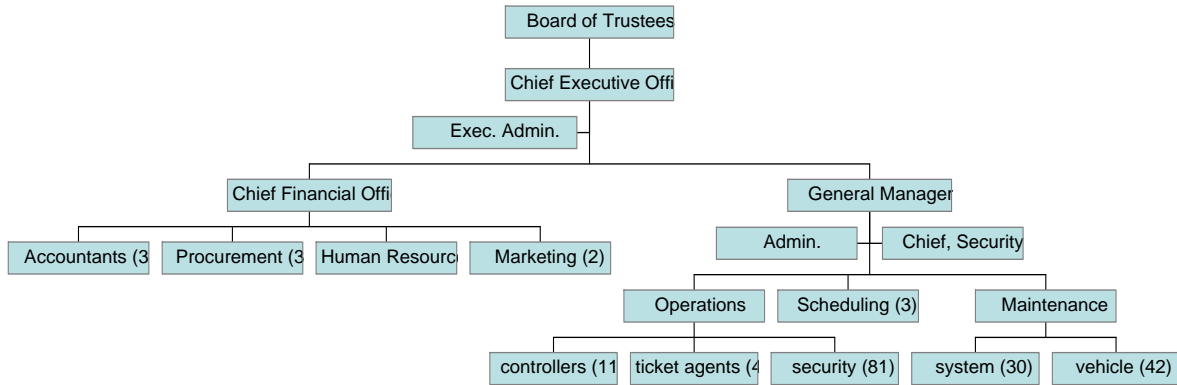 Board of Trustees
Chief Executive Offi
Exec. Admin.
Chief Financial Offi
General Manager
Admin.
Chief, Security
Accountants (3
Procurement (3
Human Resourc
Marketing (2)
Operations
Scheduling (3)
Maintenance
controllers (11
ticket agents (4
security (81)
system (30)
vehicle (42)